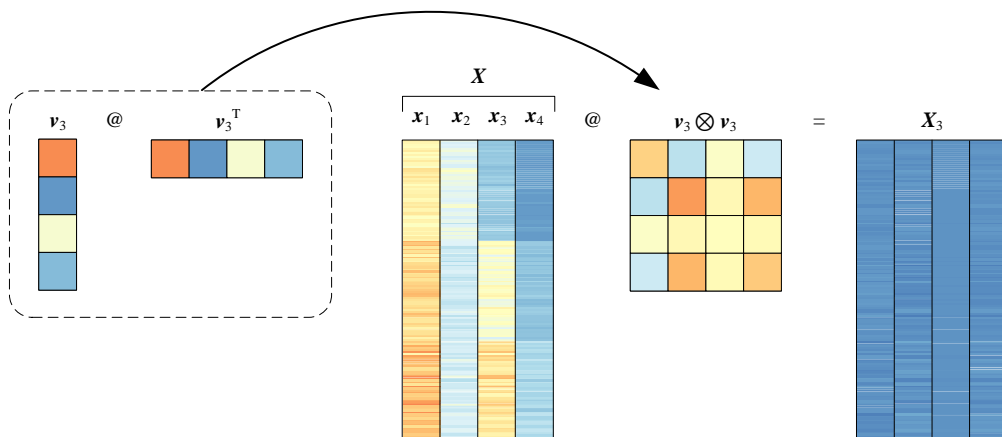 X
v₃ @ v₃ᵀ x₁ x₂ x₃ x₄ @ v₃ ⊗ v₃ = X₃